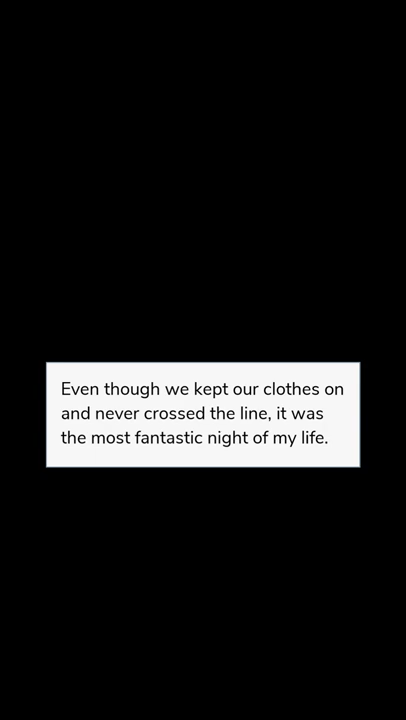 Even though we kept our clothes on
and never crossed the line, it was
the most fantastic night of my life.